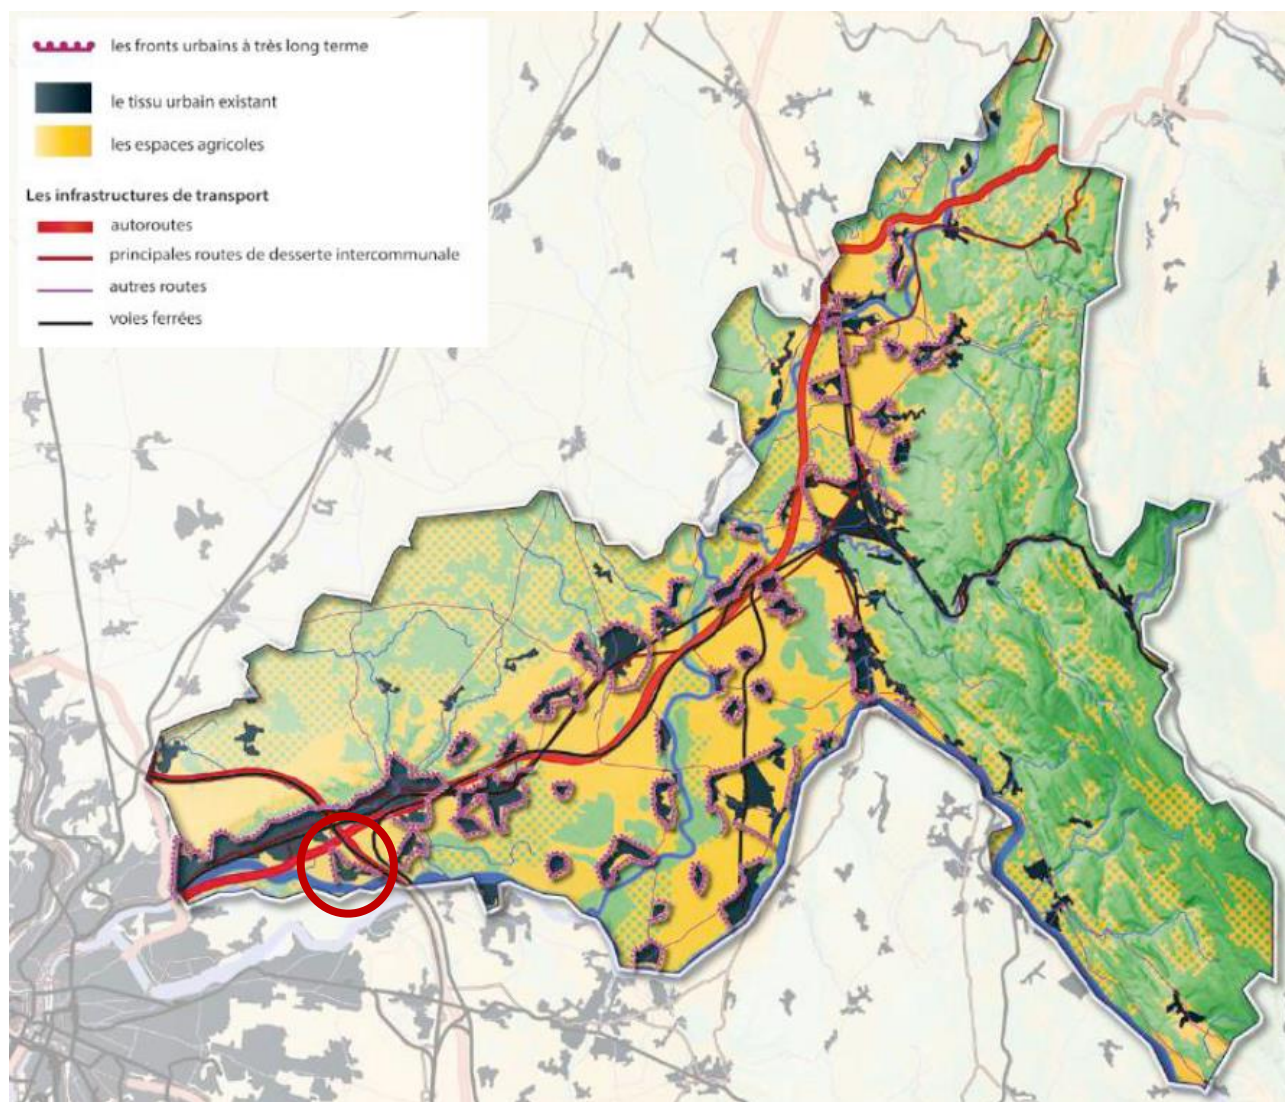 les fronts urbains à très long terme
le tissu urbain existant
les espaces agricoles
Les infrastructures de transport
autoroutes
principales routes de desserte intercommunale
autres routes
voies ferrées